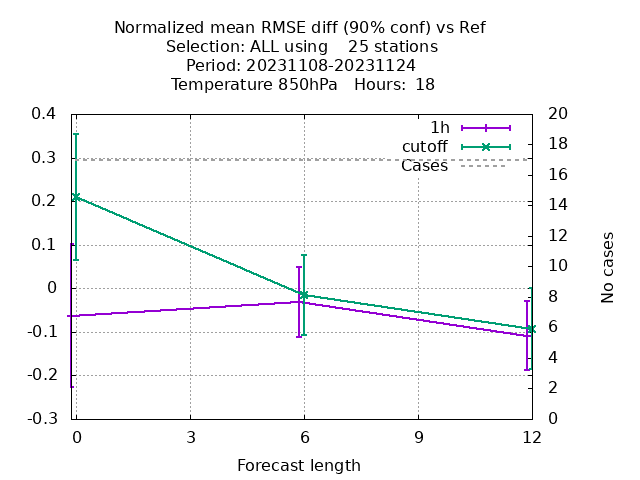 Normalized mean RMSE diff (90% conf) vs Ref
Selection: ALL using    25 stations
Period: 20231108-20231124
Temperature 850hPa   Hours:  18
0.4
0.3
0.2
0.1
0
-0.1
-0.2
-0.3
20
18
16
14
12
10
8
6
4
2
0
1h
cutoff
Cases
No cases
0
3
6
9
12
Forecast length